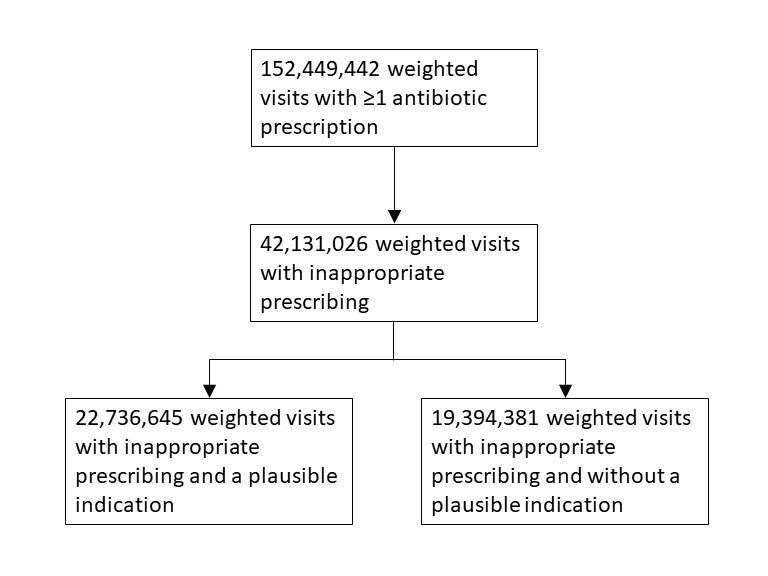 152,449,442 weighted
visits with ≥1 antibiotic
prescription
42,131,026 weighted visits
with inappropriate
prescribing
22,736,645 weighted visits
with inappropriate
prescribing and a plausible
indication
19,394,381 weighted visits
with inappropriate
prescribing and without a
plausible indication